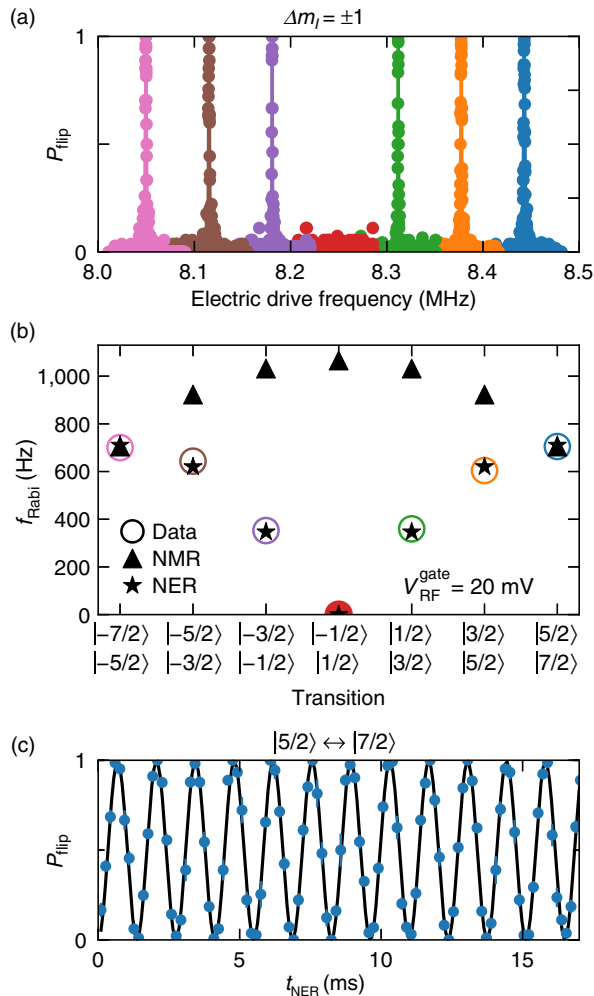 (a)
Δm_I = ±1
1
P_flip
0
8.0 8.1 8.2 8.3 8.4 8.5
Electric drive frequency (MHz)
(b)
1,000
800
600
400
200
0
f_Rabi (Hz)
Data
NMR
NER
V_RF^gate = 20 mV
|−7/2⟩ |−5/2⟩ |−3/2⟩ |−1/2⟩ |1/2⟩ |3/2⟩ |5/2⟩
|−5/2⟩ |−3/2⟩ |−1/2⟩ |1/2⟩ |3/2⟩ |5/2⟩ |7/2⟩
Transition
(c)
|5/2⟩ ↔ |7/2⟩
1
P_flip
0
0 5 10 15
t_NER (ms)